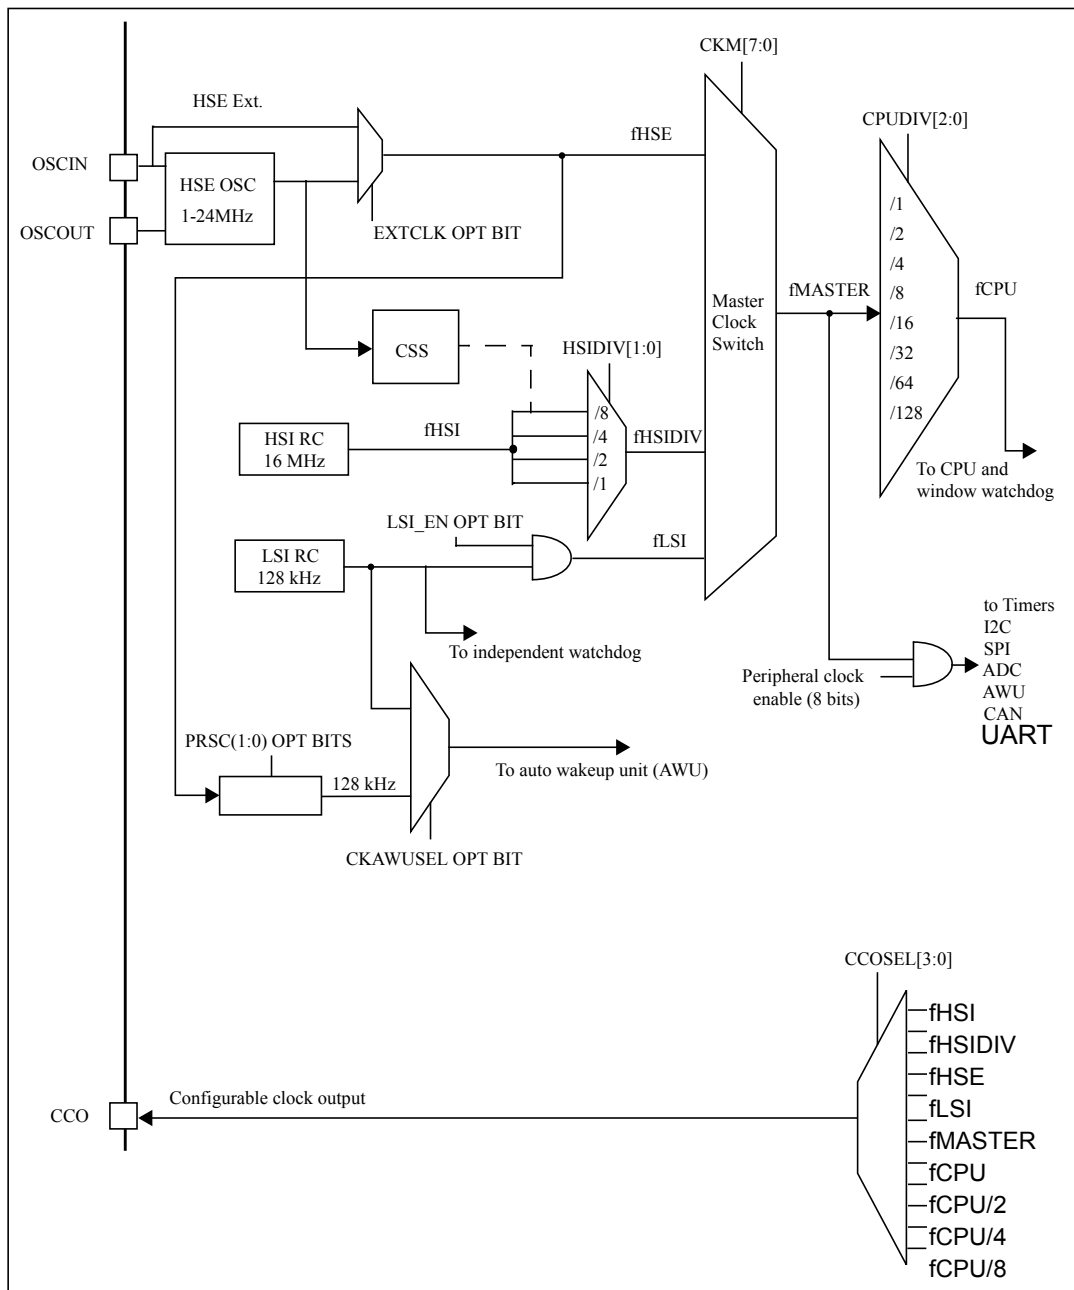 CKM[7:0]
HSE Ext.
CPUDIV[2:0]
fHSE
OSCIN
HSE OSC
1-24MHz
OSCOUT
EXTCLK OPT BIT
/1
/2
/4
/8
/16
/32
/64
/128
fMASTER
fCPU
Master
Clock
Switch
CSS
HSIDIV[1:0]
/8
/4
/2
/1
HSI RC
16 MHz
fHSI
fHSIDIV
To CPU and
window watchdog
LSI_EN OPT BIT
LSI RC
128 kHz
fLSI
to Timers
I2C
SPI
ADC
AWU
CAN
UART
To independent watchdog
Peripheral clock
enable (8 bits)
PRSC(1:0) OPT BITS
128 kHz
To auto wakeup unit (AWU)
CKAWUSEL OPT BIT
CCOSEL[3:0]
fHSI
fHSIDIV
fHSE
fLSI
fMASTER
fCPU
fCPU/2
fCPU/4
fCPU/8
Configurable clock output
CCO